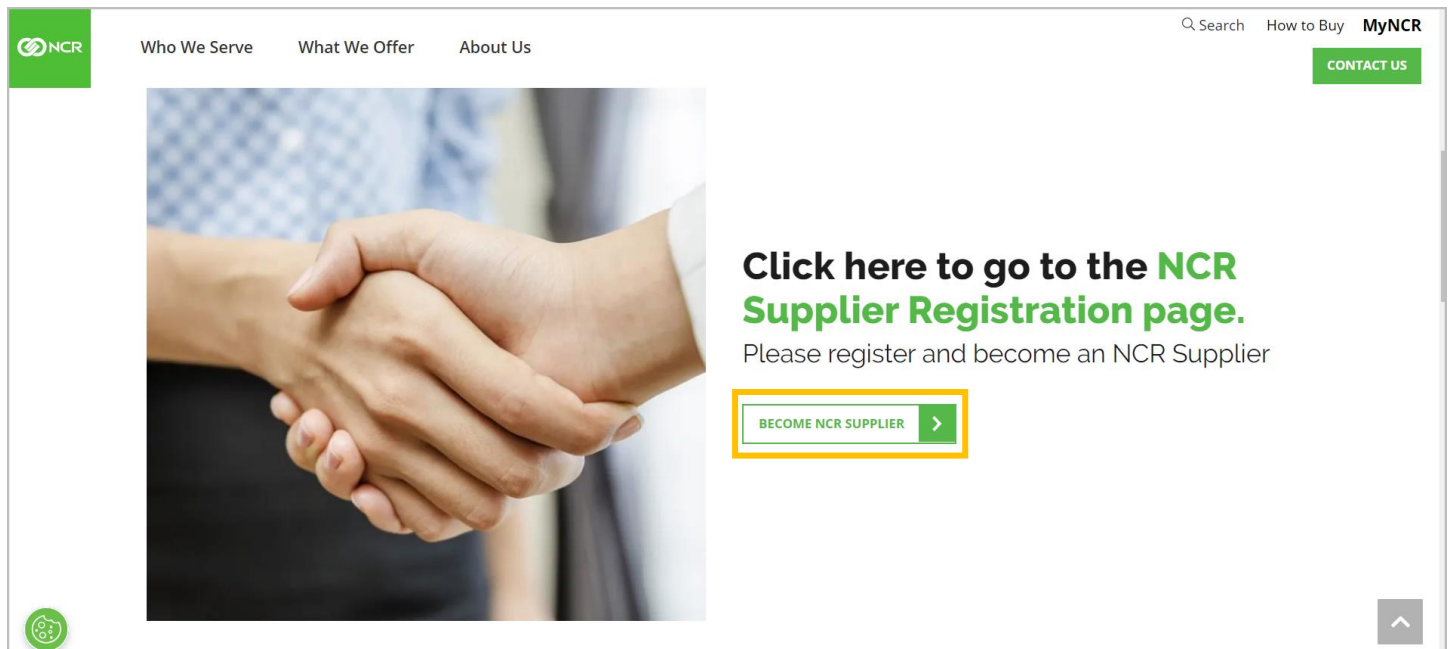 NCR
Who We Serve What We Offer About Us
Search How to Buy MyNCR
CONTACT US
Click here to go to the NCR
Supplier Registration page.
Please register and become an NCR Supplier
BECOME NCR SUPPLIER